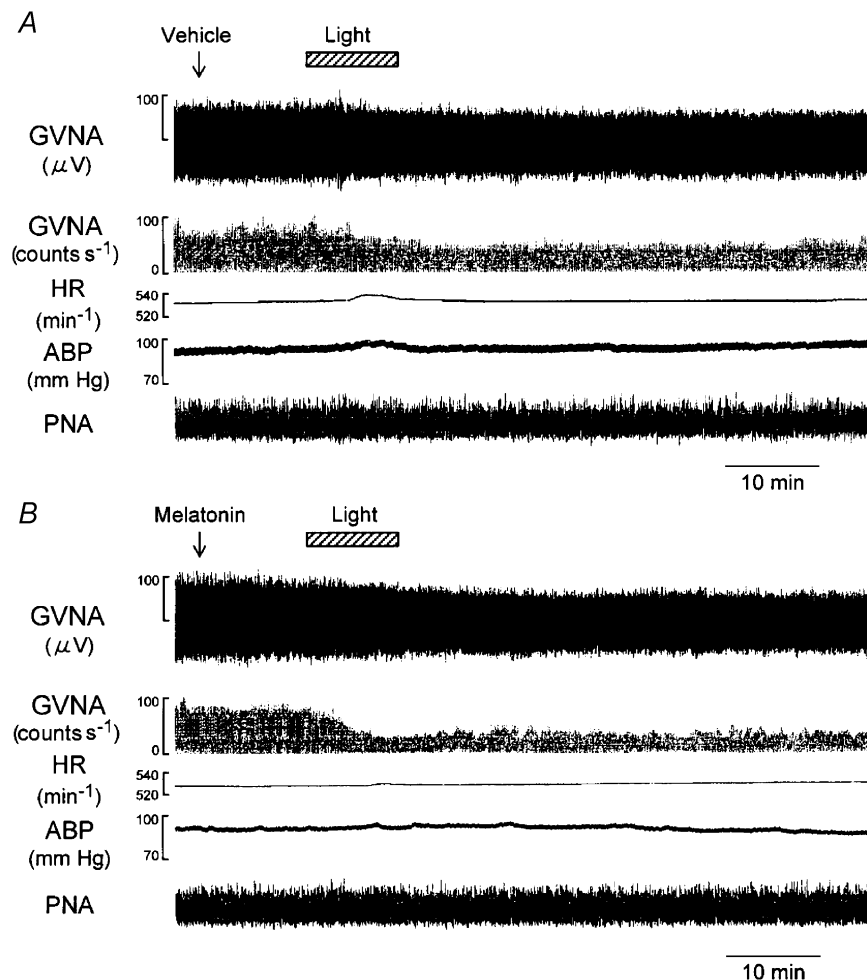 A
Vehicle Light
100
GVNA
(μV)
GVNA
(counts s-1)
100
0
HR
(min-1)
540
520
ABP
(mm Hg)
100
70
PNA
10 min
B
Melatonin Light
100
GVNA
(μV)
GVNA
(counts s-1)
100
0
HR
(min-1)
540
520
ABP
(mm Hg)
100
70
PNA
10 min